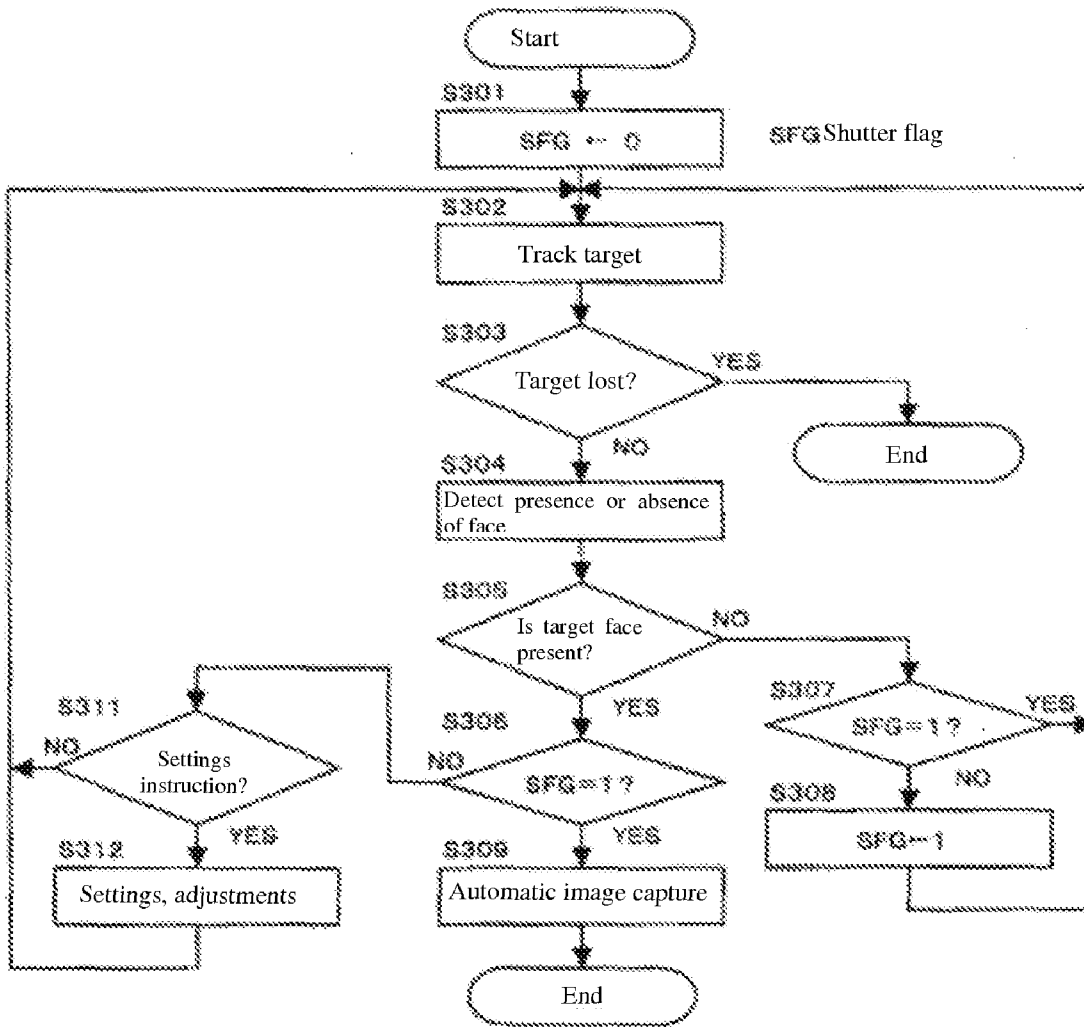 Start
S301
SFG ← 0
SFG Shutter flag
S302
Track target
S303
Target lost?
YES
NO
End
S304
Detect presence or absence
of face
S305
Is target face
present?
NO
YES
S307
SFG=1?
YES
NO
S308
SFG←1
S306
SFG=1?
NO
YES
S311
Settings
instruction?
NO
YES
S312
Settings, adjustments
S309
Automatic image capture
End